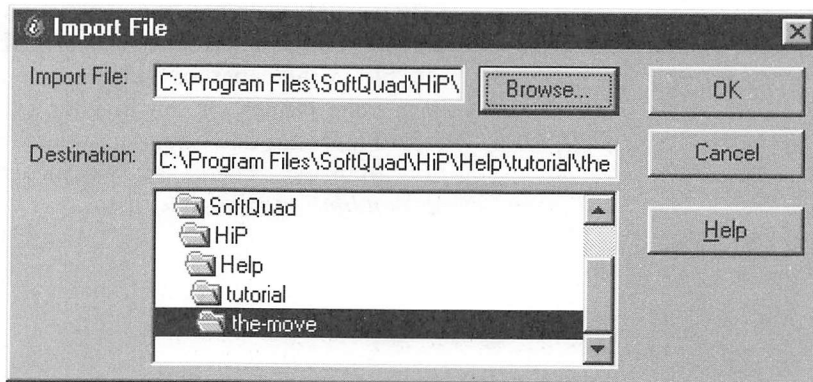 Import File
Import File: C:\Program Files\SoftQuad\HiP\ Browse... OK
Destination: C:\Program Files\SoftQuad\HiP\Help\tutorial\the Cancel
SoftQuad
HiP Help
Help
tutorial
the-move